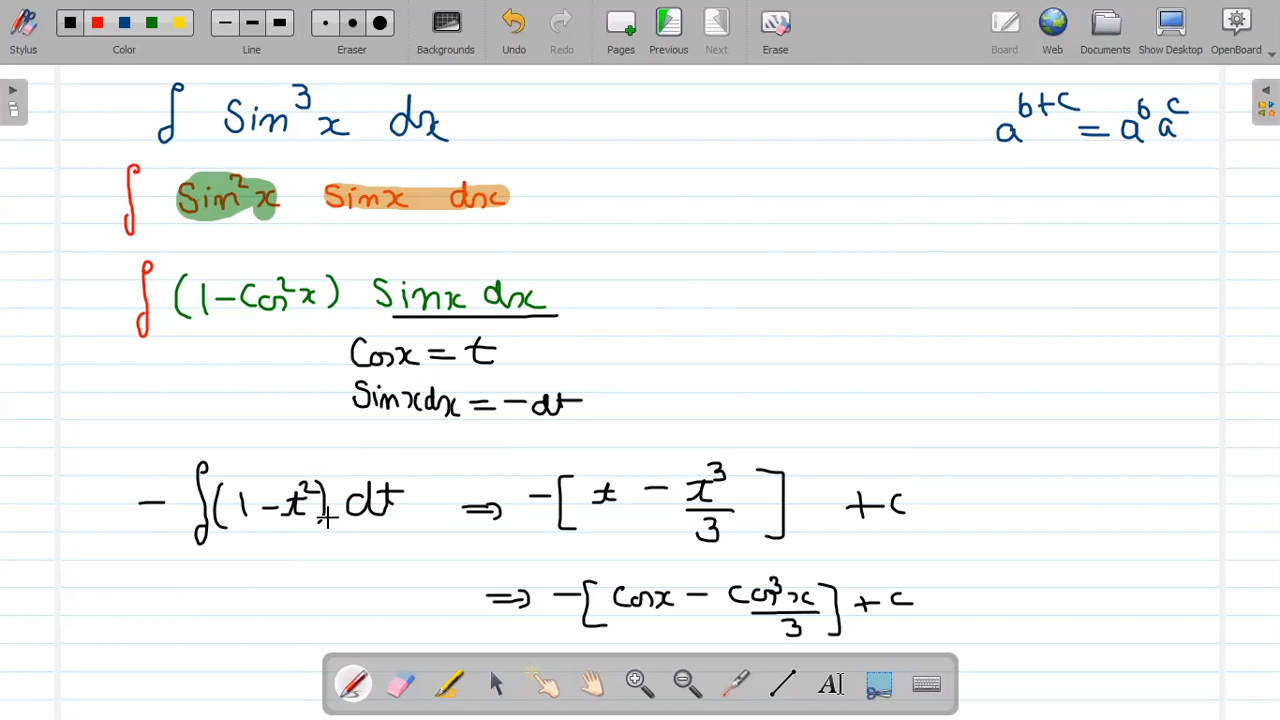 Stylus Color Line Eraser Backgrounds Undo Redo Pages Previous Next Erase Board Web Documents Show Desktop OpenBoard
∫ Sin³x dx
a^(b+c) = a^b a^c
∫ Sin²x Sinx dx
∫ (1-Cos²x) Sinx dx
Cosx = t
Sinxdx = -dt
- ∫(1-t²) dt ⇒ -[ t - t³/3 ] + c
⇒ -[ Cosx - Cos³x/3 ] + c